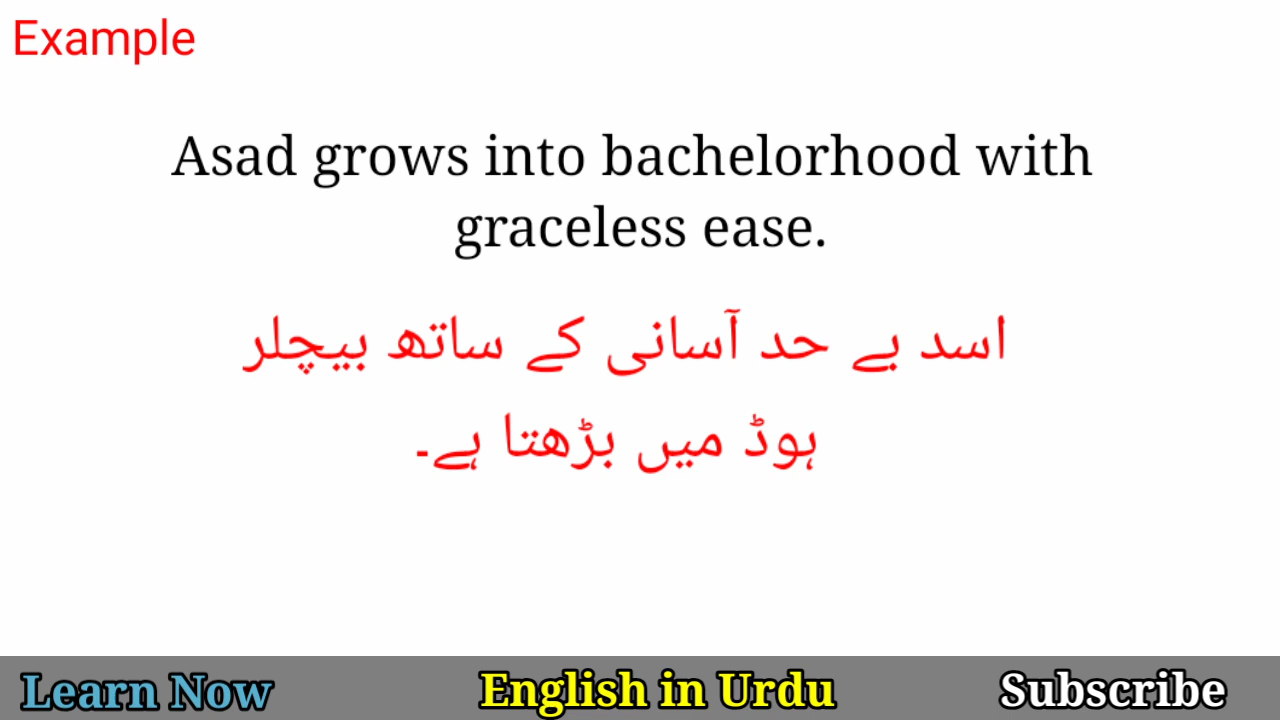 Example
Asad grows into bachelorhood with
graceless ease.
اسد بے حد آسانی کے ساتھ بیچلر
ہوڈ میں بڑھتا ہے۔
Learn Now
English in Urdu
Subscribe